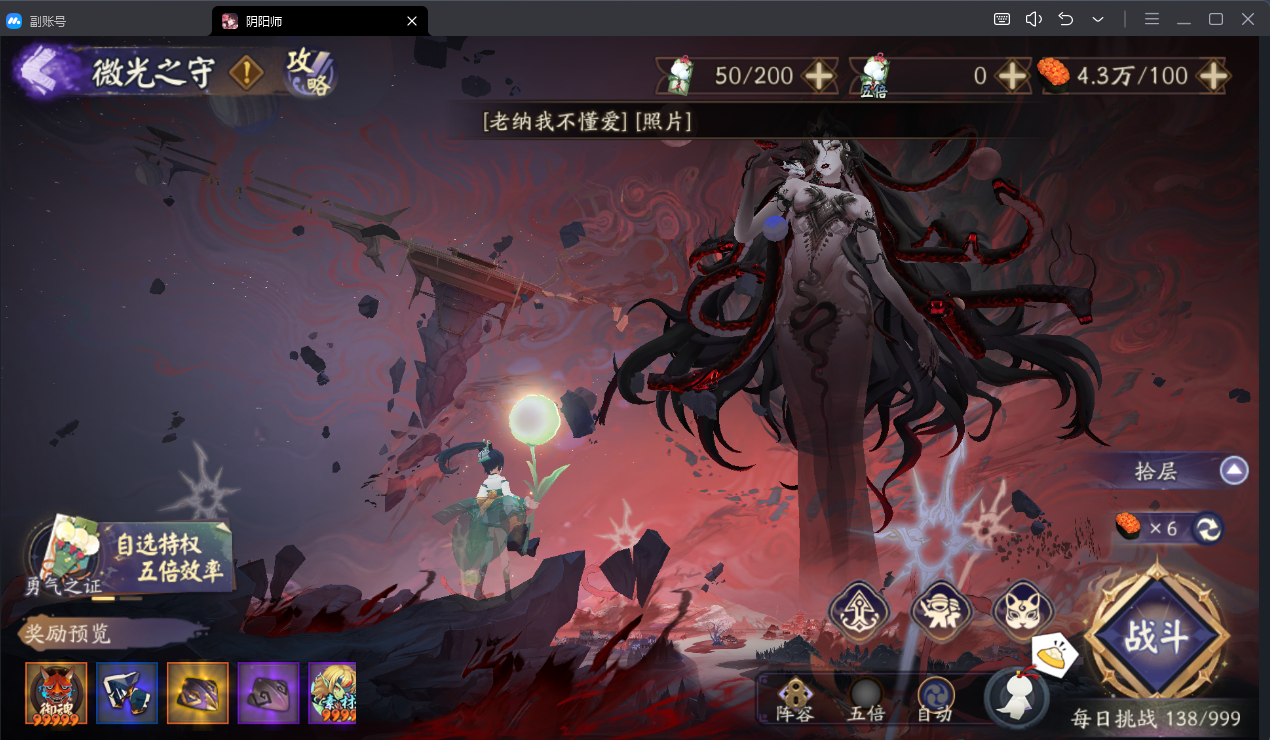 副账号
阴阳师
微光之守
攻略
50/200
五倍
0
4.3万/100
[老纳我不懂爱] [照片]
拾层
×6
自选特权
五倍效率
勇气之证
奖励预览
战斗
御魂
99999
阵容
五倍
自动
每日挑战 138/999